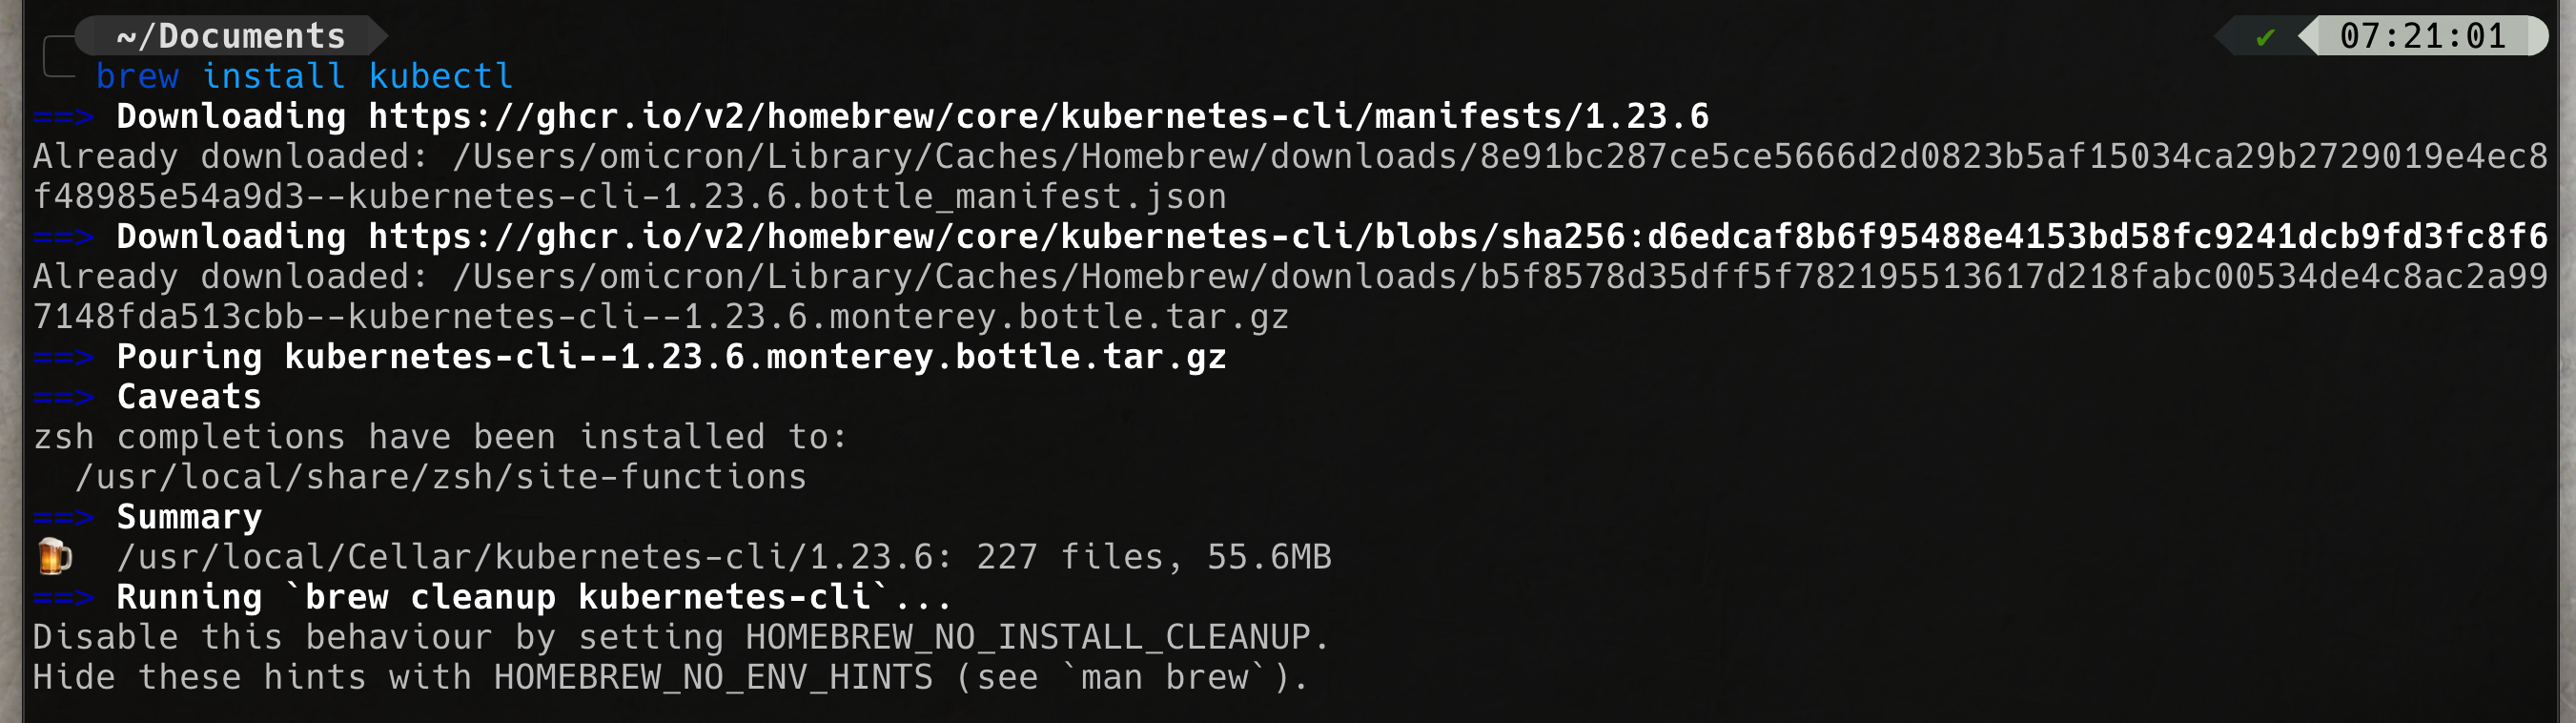 ~/Documents
✔ 07:21:01
brew install kubectl
==> Downloading https://ghcr.io/v2/homebrew/core/kubernetes-cli/manifests/1.23.6
Already downloaded: /Users/omicron/Library/Caches/Homebrew/downloads/8e91bc287ce5ce5666d2d0823b5af15034ca29b2729019e4ec8
f48985e54a9d3--kubernetes-cli-1.23.6.bottle_manifest.json
==> Downloading https://ghcr.io/v2/homebrew/core/kubernetes-cli/blobs/sha256:d6edcaf8b6f95488e4153bd58fc9241dcb9fd3fc8f6
Already downloaded: /Users/omicron/Library/Caches/Homebrew/downloads/b5f8578d35dff5f782195513617d218fabc00534de4c8ac2a99
7148fda513cbb--kubernetes-cli--1.23.6.monterey.bottle.tar.gz
==> Pouring kubernetes-cli--1.23.6.monterey.bottle.tar.gz
==> Caveats
zsh completions have been installed to:
  /usr/local/share/zsh/site-functions
==> Summary
🍺  /usr/local/Cellar/kubernetes-cli/1.23.6: 227 files, 55.6MB
==> Running `brew cleanup kubernetes-cli`...
Disable this behaviour by setting HOMEBREW_NO_INSTALL_CLEANUP.
Hide these hints with HOMEBREW_NO_ENV_HINTS (see `man brew`).